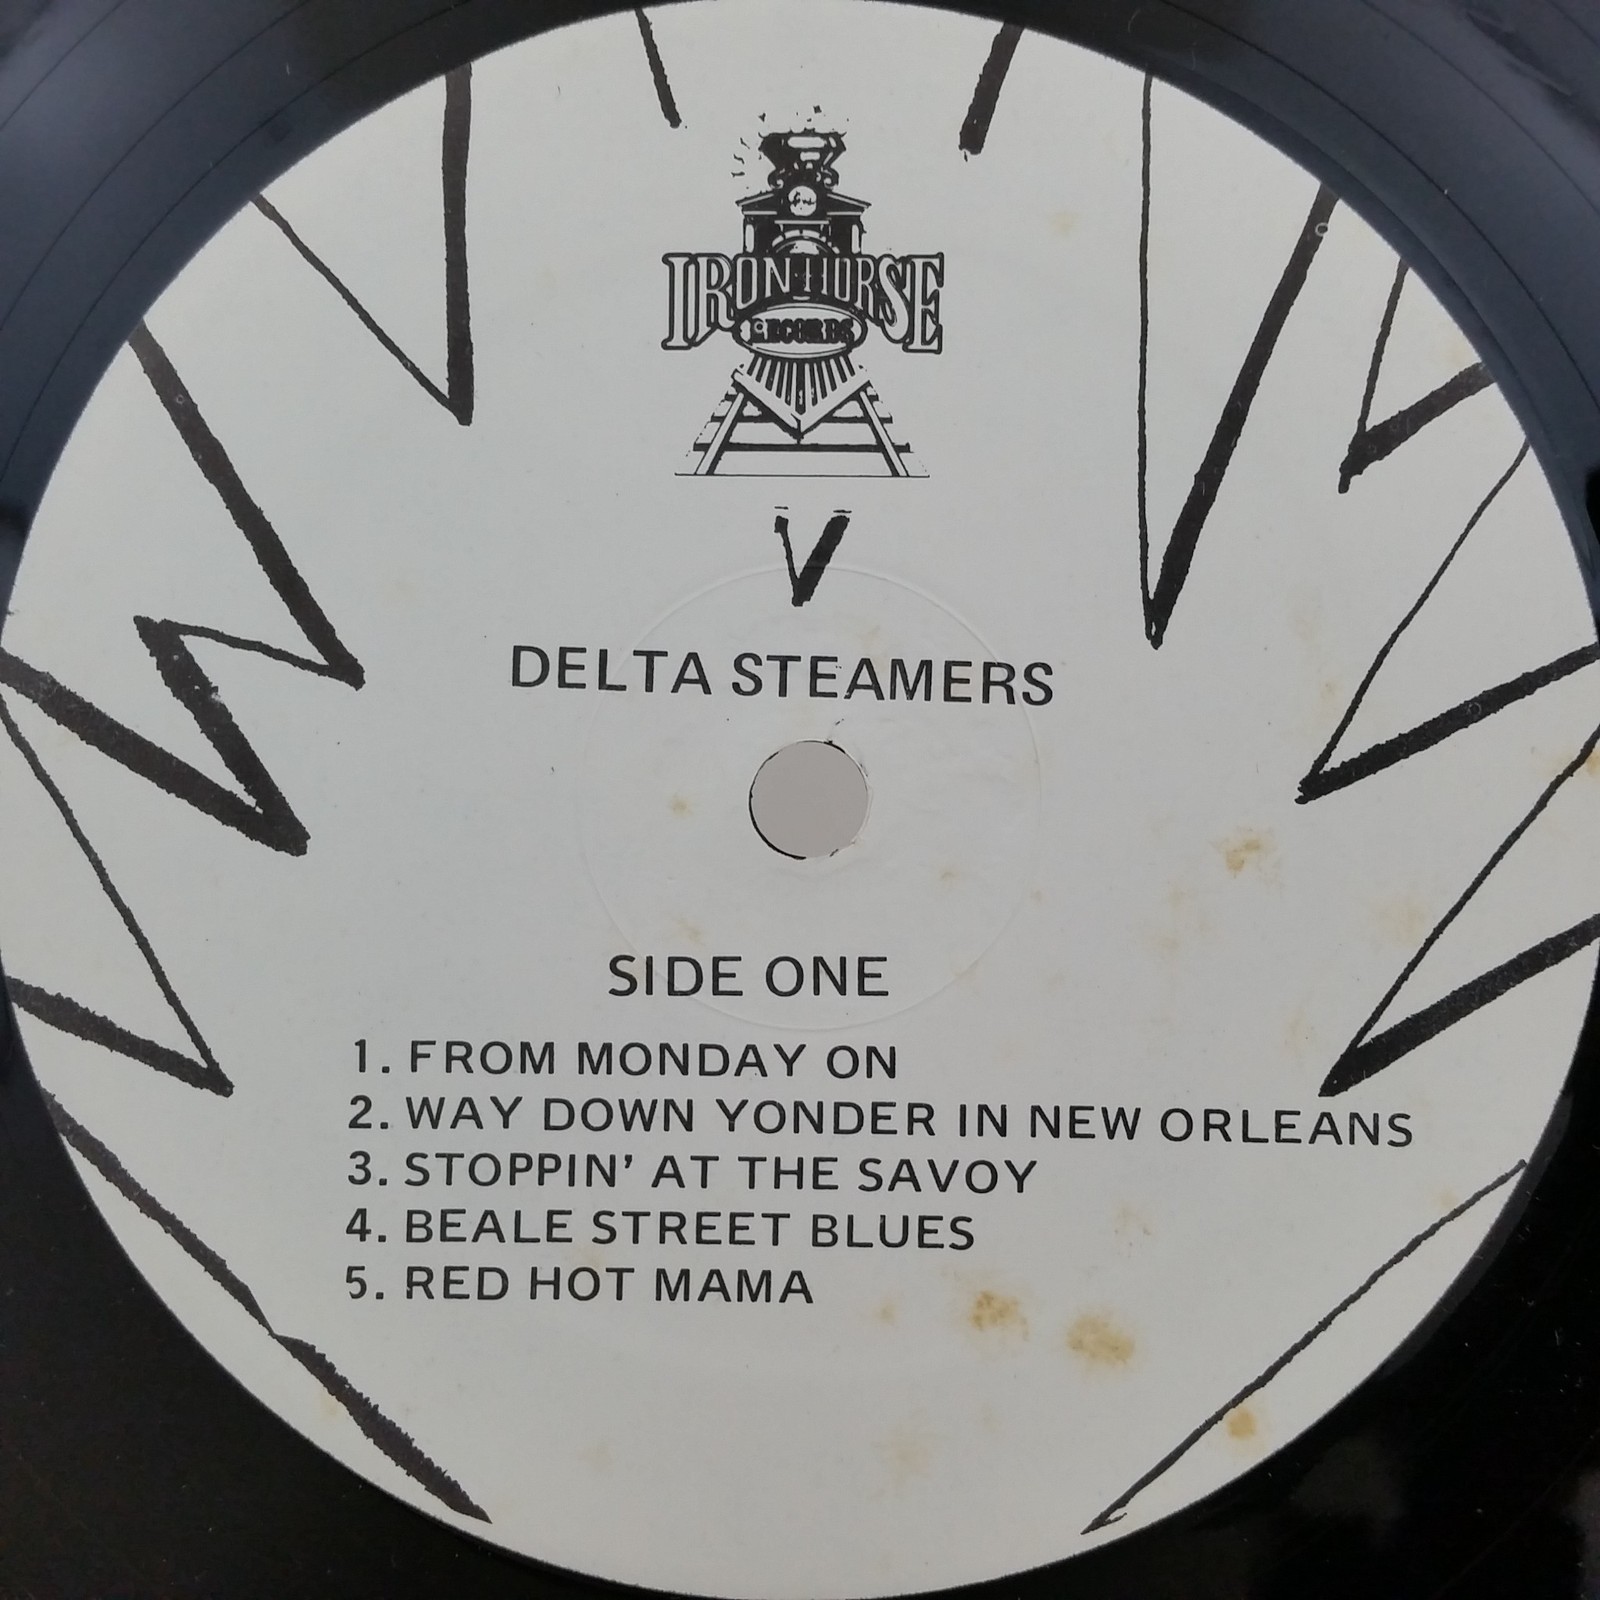 IRON HORSE
RECORDS
V
DELTA STEAMERS
SIDE ONE
1. FROM MONDAY ON
2. WAY DOWN YONDER IN NEW ORLEANS
3. STOPPIN' AT THE SAVOY
4. BEALE STREET BLUES
5. RED HOT MAMA